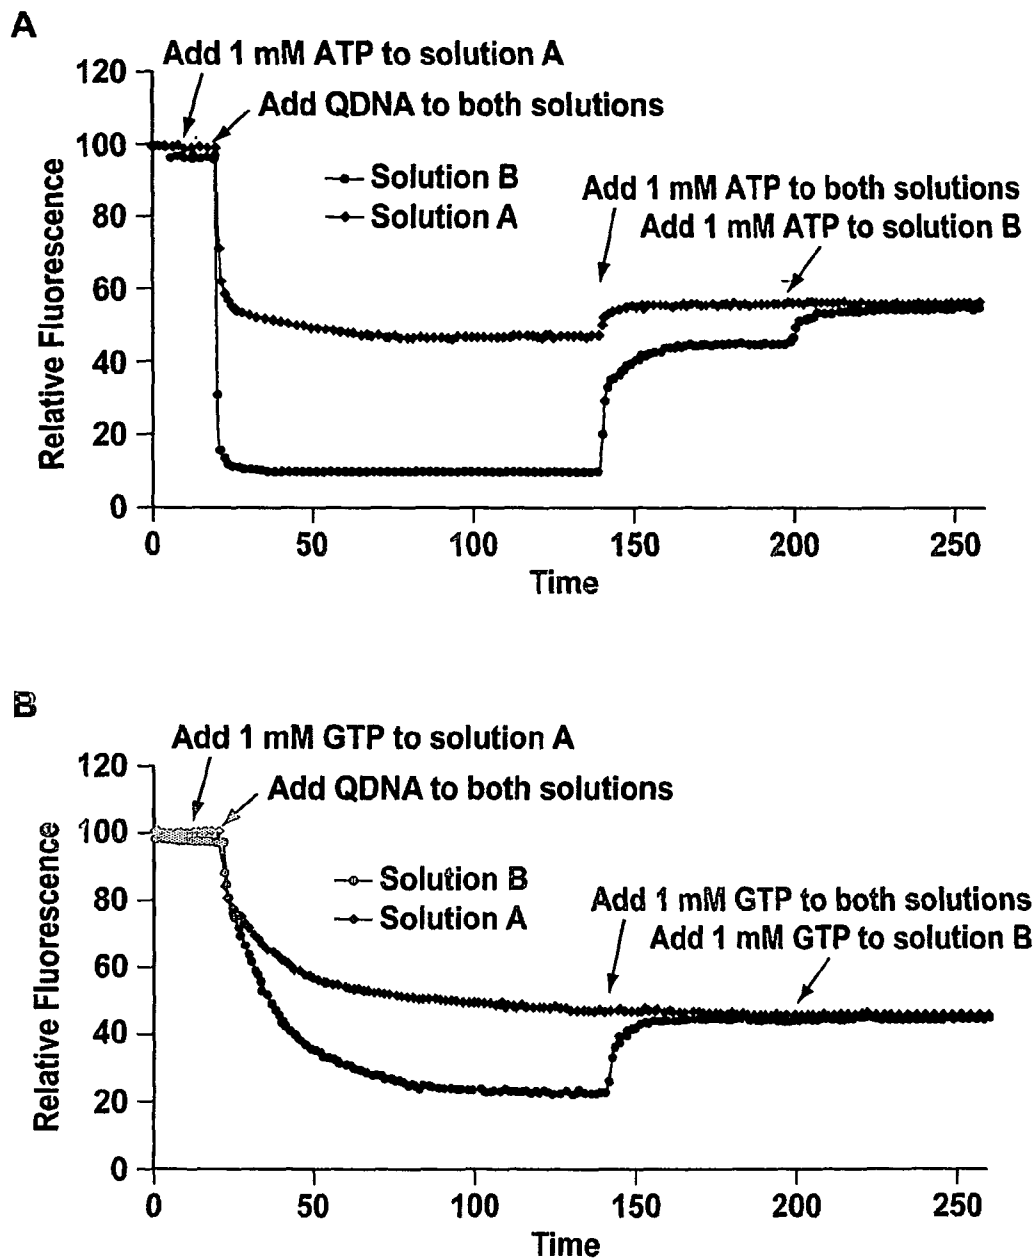 A
Add 1 mM ATP to solution A
120
Add QDNA to both solutions
100
Solution B
Add 1 mM ATP to both solutions
Solution A
Add 1 mM ATP to solution B
80
60
40
20
0
Relative Fluorescence
0 50 100 150 200 250
Time
B
Add 1 mM GTP to solution A
120
Add QDNA to both solutions
100
Solution B
Add 1 mM GTP to both solutions
Solution A
Add 1 mM GTP to solution B
80
60
40
20
0
Relative Fluorescence
0 50 100 150 200 250
Time